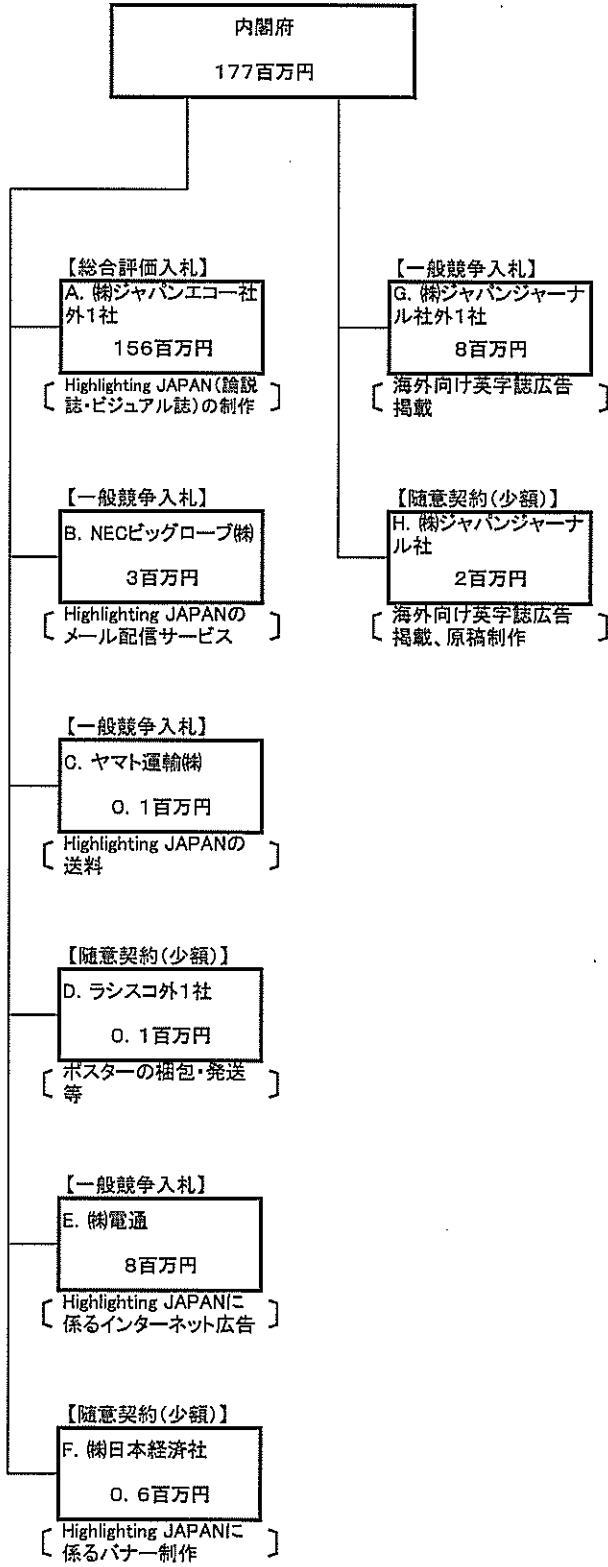 内閣府
177百万円
【総合評価入札】
A. ㈱ジャパンエコー社
外1社
156百万円
Highlighting JAPAN(論説
誌・ビジュアル誌)の制作
【一般競争入札】
B. NECビッグローブ㈱
3百万円
Highlighting JAPANの
メール配信サービス
【一般競争入札】
C. ヤマト運輸㈱
0. 1百万円
Highlighting JAPANの
送料
【随意契約(少額)】
D. ラシスコ外1社
0. 1百万円
ポスターの梱包・発送
等
【一般競争入札】
E. ㈱電通
8百万円
Highlighting JAPANに
係るインターネット広告
【随意契約(少額)】
F. ㈱日本経済社
0. 6百万円
Highlighting JAPANに
係るバナー制作
【一般競争入札】
G. ㈱ジャパンジャーナ
ル社外1社
8百万円
海外向け英字誌広告
掲載
【随意契約(少額)】
H. ㈱ジャパンジャーナ
ル社
2百万円
海外向け英字誌広告
掲載、原稿制作